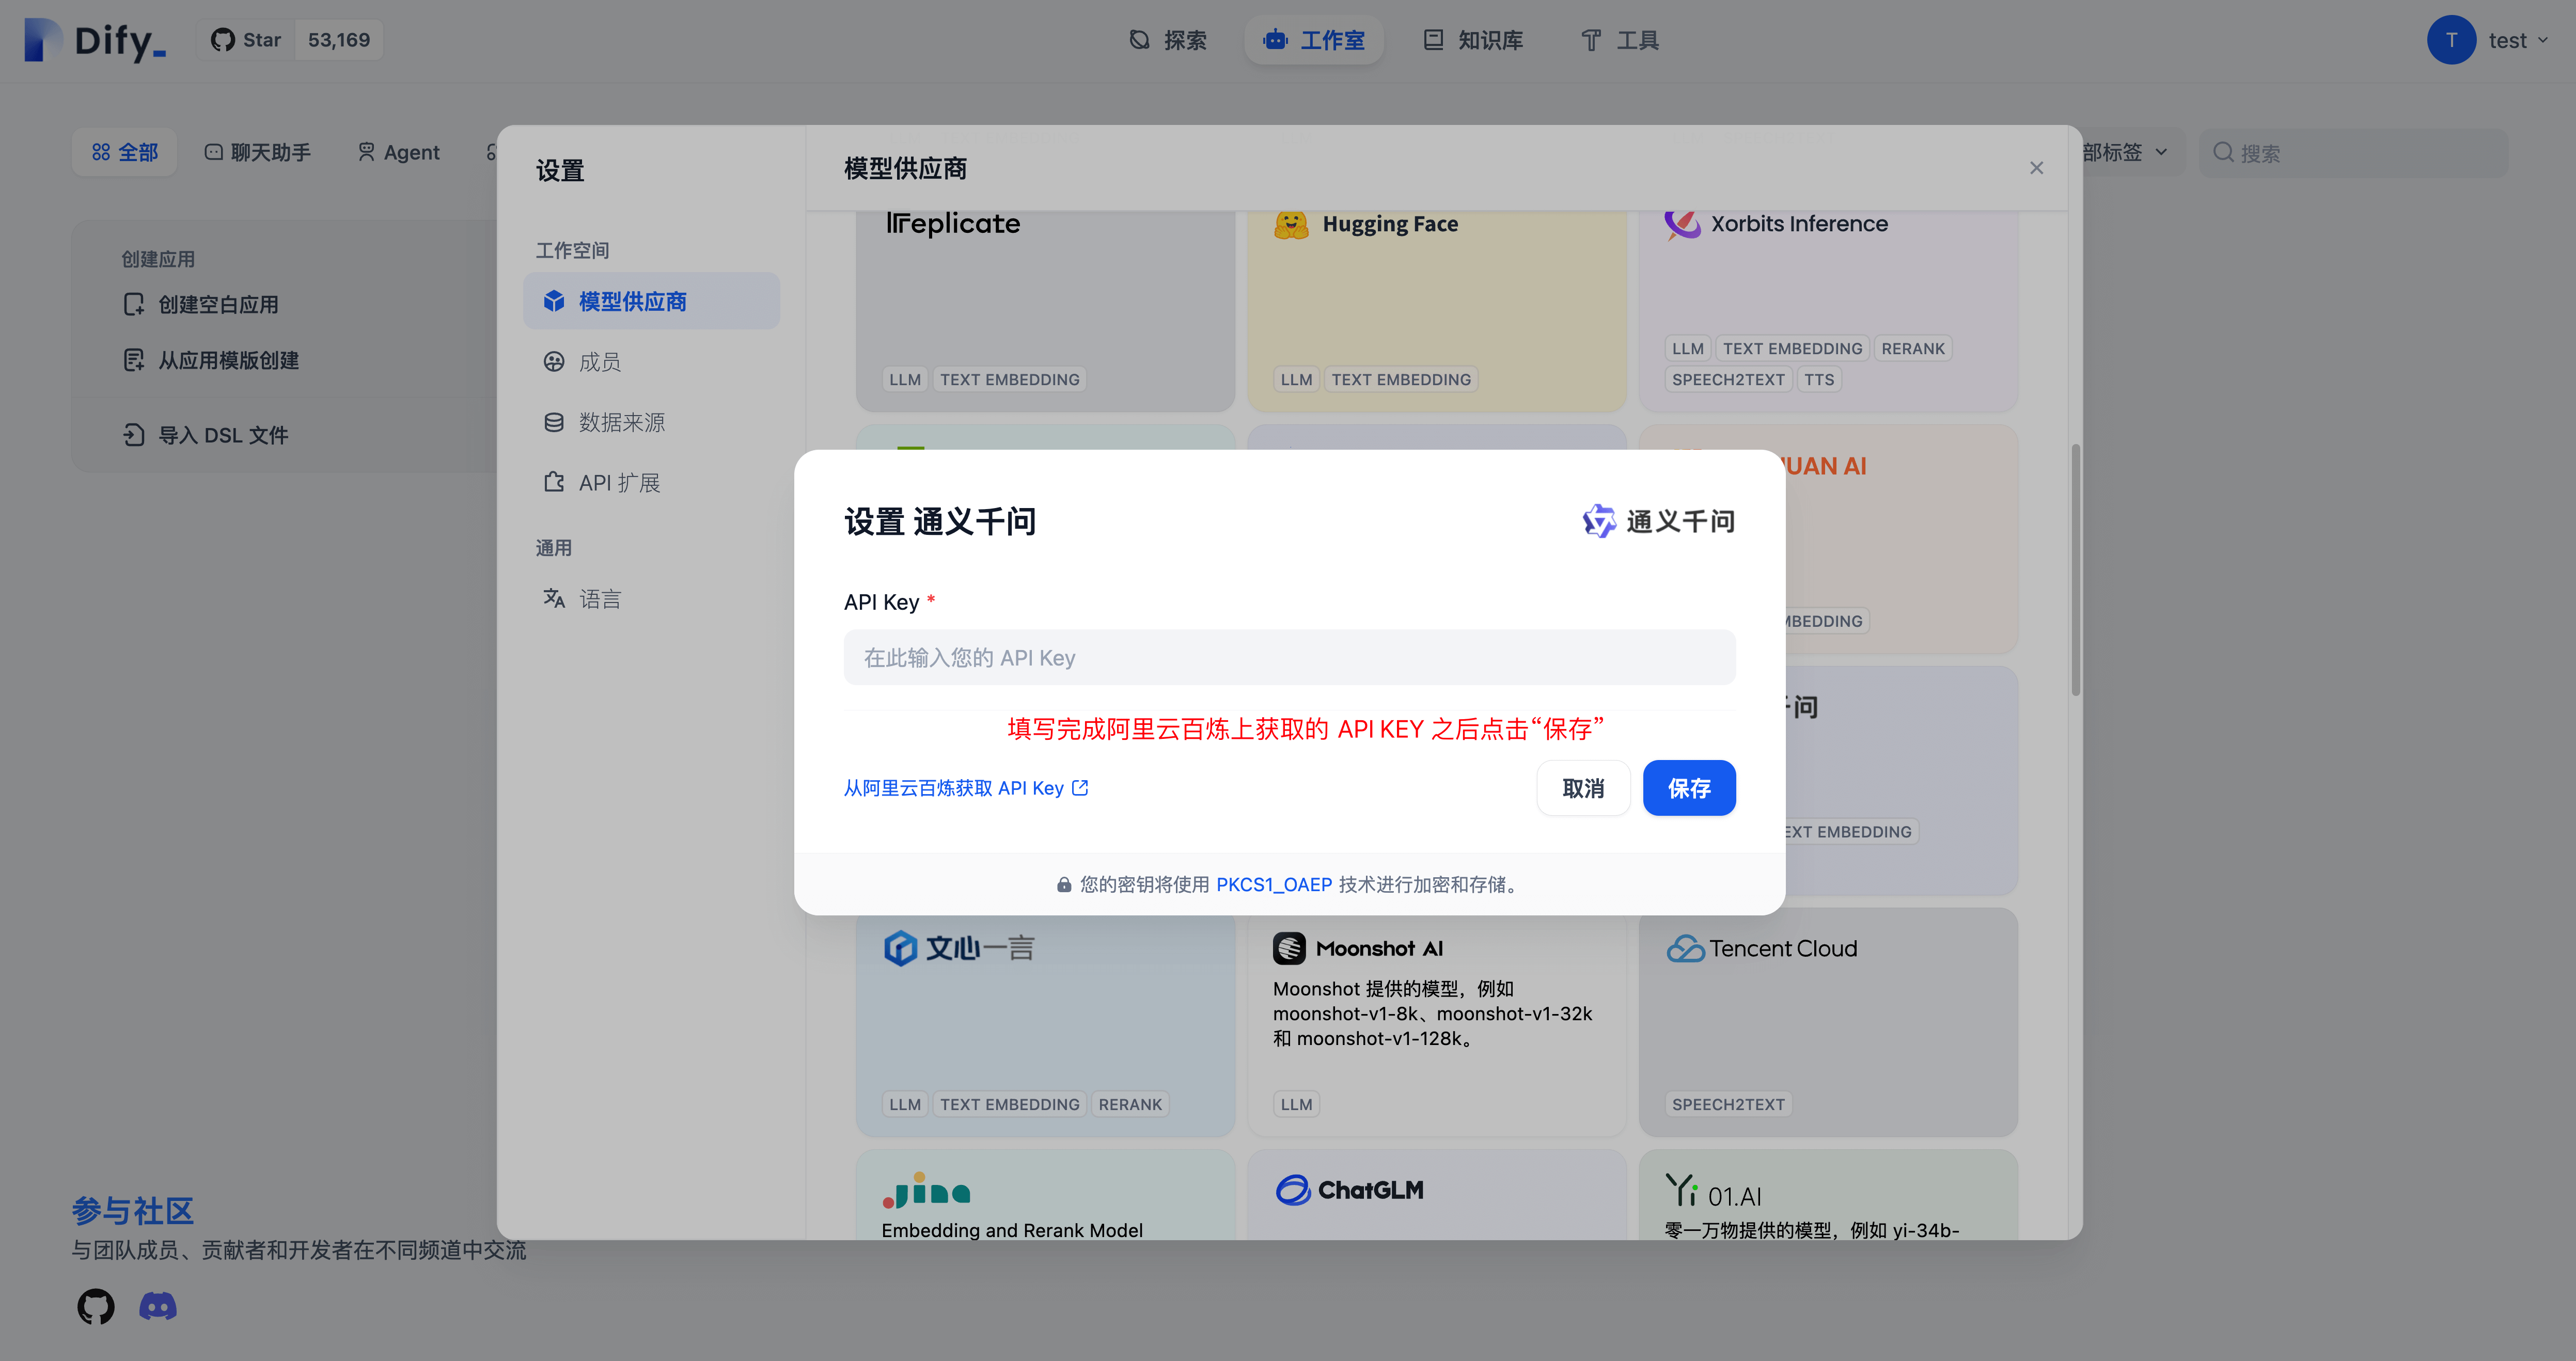 Dify_
Star 53,169
探索
工作室
知识库
工具
T test
全部
聊天助手
Agent
部标签
搜索
创建应用
创建空白应用
从应用模版创建
导入 DSL 文件
设置
工作空间
模型供应商
成员
数据来源
API 扩展
通用
语言
模型供应商
Replicate
LLM TEXT EMBEDDING
Hugging Face
LLM TEXT EMBEDDING
Xorbits Inference
LLM TEXT EMBEDDING RERANK
SPEECH2TEXT TTS
UAN AI
MBEDDING
设置 通义千问
通义千问
API Key *
在此输入您的 API Key
填写完成阿里云百炼上获取的 API KEY 之后点击“保存”
从阿里云百炼获取 API Key
取消
保存
您的密钥将使用 PKCS1_OAEP 技术进行加密和存储。
问
EXT EMBEDDING
文心一言
LLM TEXT EMBEDDING RERANK
Moonshot AI
Moonshot 提供的模型，例如
moonshot-v1-8k、moonshot-v1-32k
和 moonshot-v1-128k。
LLM
Tencent Cloud
SPEECH2TEXT
Jina
Embedding and Rerank Model
ChatGLM
Yi 01.AI
零一万物提供的模型，例如 yi-34b-
参与社区
与团队成员、贡献者和开发者在不同频道中交流